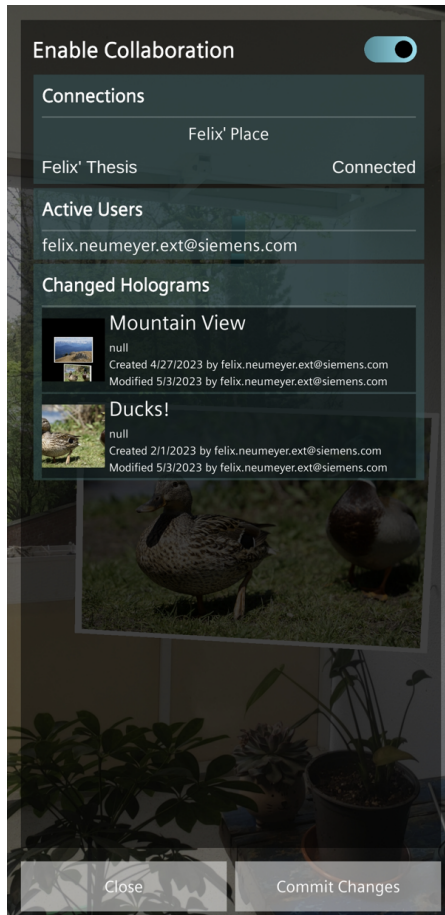 Enable Collaboration
Connections
Felix' Place
Felix' Thesis Connected
Active Users
felix.neumeyer.ext@siemens.com
Changed Holograms
Mountain View
null
Created 4/27/2023 by felix.neumeyer.ext@siemens.com
Modified 5/3/2023 by felix.neumeyer.ext@siemens.com
Ducks!
null
Created 2/1/2023 by felix.neumeyer.ext@siemens.com
Modified 5/3/2023 by felix.neumeyer.ext@siemens.com
Close Commit Changes